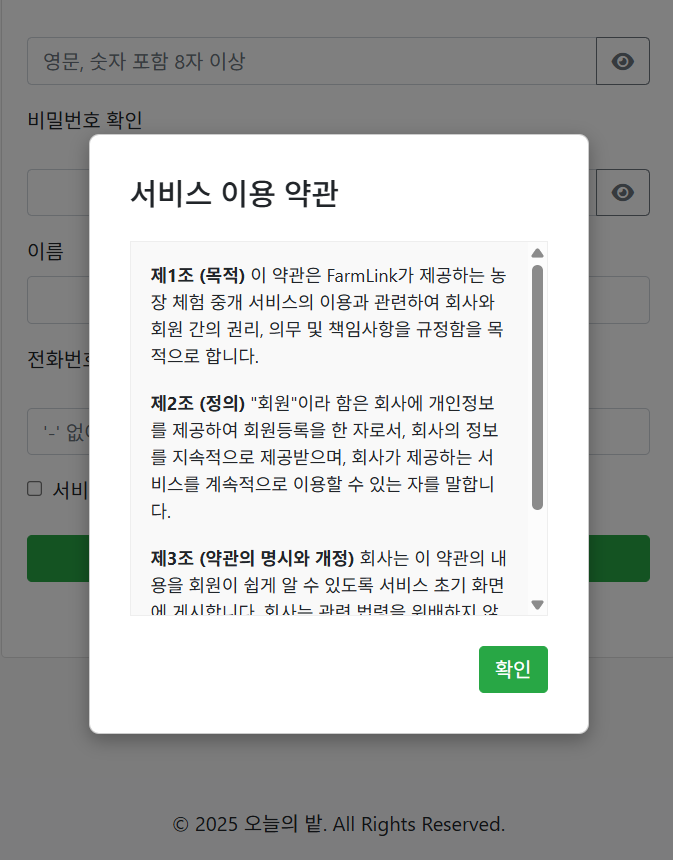 영문, 숫자 포함 8자 이상
비밀번호 확인
서비스 이용 약관
이름
제1조 (목적) 이 약관은 FarmLink가 제공하는 농
장 체험 중개 서비스의 이용과 관련하여 회사와
회원 간의 권리, 의무 및 책임사항을 규정함을 목
적으로 합니다.
전화번호
제2조 (정의) "회원"이라 함은 회사에 개인정보
를 제공하여 회원등록을 한 자로서, 회사의 정보
를 지속적으로 제공받으며, 회사가 제공하는 서
비스를 계속적으로 이용할 수 있는 자를 말합니
다.
'-' 없이
서비
제3조 (약관의 명시와 개정) 회사는 이 약관의 내
용을 회원이 쉽게 알 수 있도록 서비스 초기 화면
에 게시합니다. 회사는 관련 법령을 위배하지 않
확인
© 2025 오늘의 밭. All Rights Reserved.